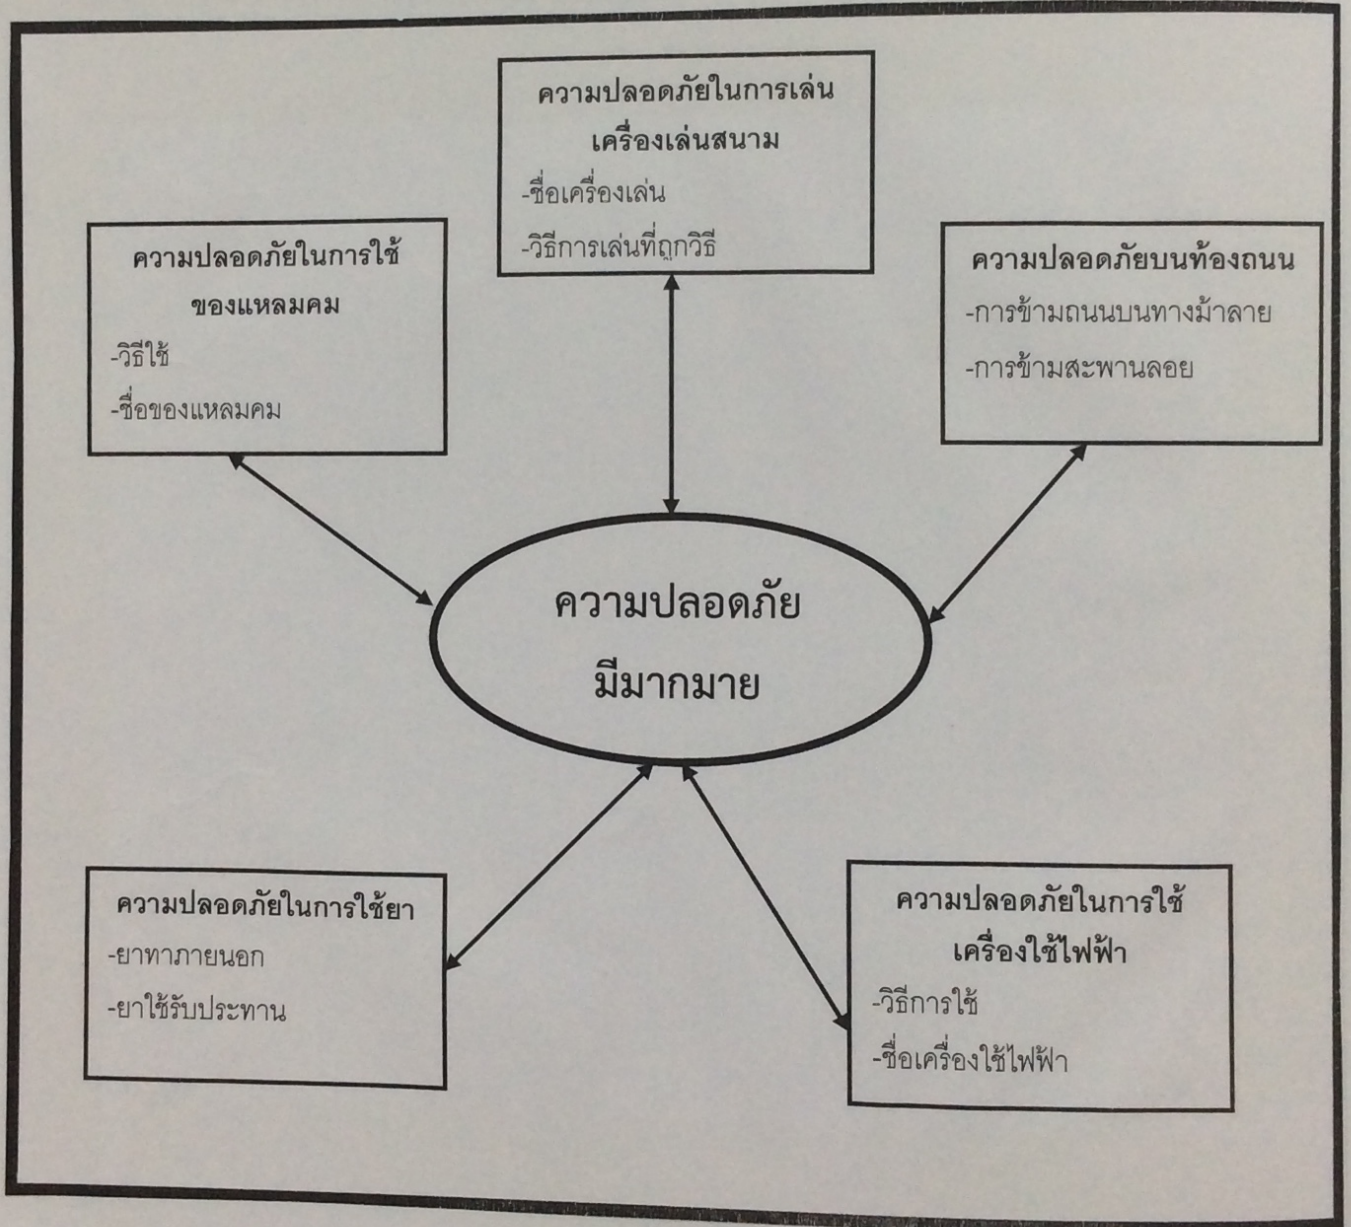 ความปลอดภัยในการเล่น
เครื่องเล่นสนาม
-ชื่อเครื่องเล่น
-วิธีการเล่นที่ถูกวิธี
ความปลอดภัยในการใช้
ของแหลมคม
-วิธีใช้
-ชื่อของแหลมคม
ความปลอดภัยบนท้องถนน
-การข้ามถนนบนทางม้าลาย
-การข้ามสะพานลอย
ความปลอดภัย
มีมากมาย
ความปลอดภัยในการใช้ยา
-ยาทาภายนอก
-ยาใช้รับประทาน
ความปลอดภัยในการใช้
เครื่องใช้ไฟฟ้า
-วิธีการใช้
-ชื่อเครื่องใช้ไฟฟ้า